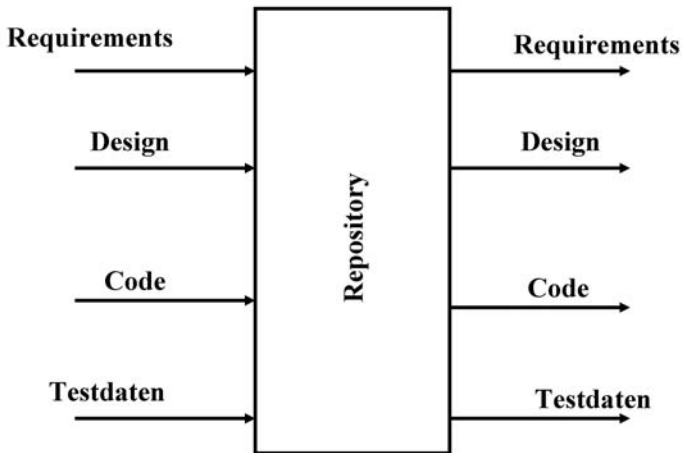 Requirements
Requirements
Design
Design
Repository
Code
Code
Testdaten
Testdaten